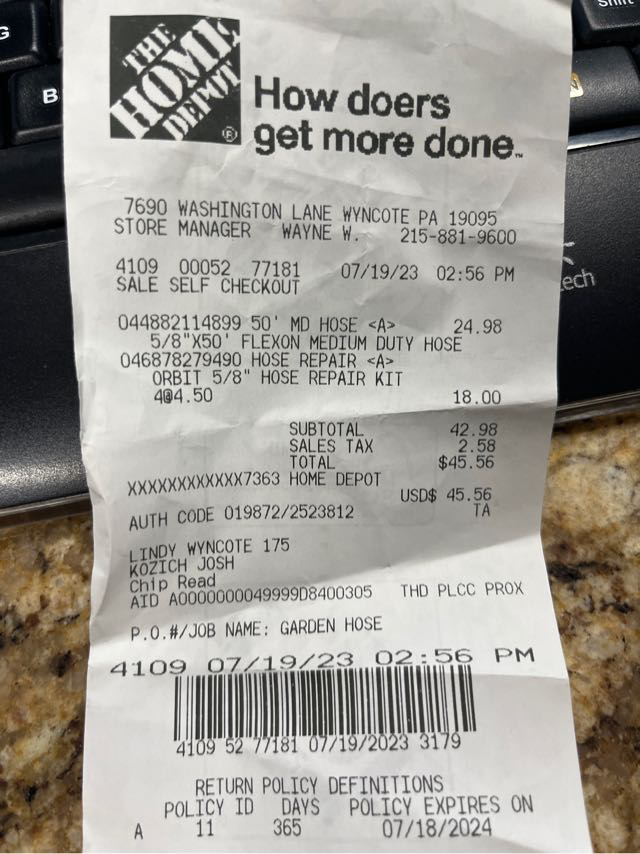 Shift
G
B
N
THE
HOME
DEPOT
®
How doers
get more done.™
7690 WASHINGTON LANE WYNCOTE PA 19095
STORE MANAGER WAYNE W. 215-881-9600
4109 00052 77181 07/19/23 02:56 PM
SALE SELF CHECKOUT
ech
044882114899 50' MD HOSE <A> 24.98
5/8"X50' FLEXON MEDIUM DUTY HOSE
046878279490 HOSE REPAIR <A>
ORBIT 5/8" HOSE REPAIR KIT
4@4.50 18.00
SUBTOTAL 42.98
SALES TAX 2.58
TOTAL $45.56
XXXXXXXXXXXX7363 HOME DEPOT
USD$ 45.56
AUTH CODE 019872/2523812 TA
LINDY WYNCOTE 175
KOZICH JOSH
Chip Read
AID A0000000049999D8400305 THD PLCC PROX
P.O.#/JOB NAME: GARDEN HOSE
4109 07/19/23 02:56 PM
4109 52 77181 07/19/2023 3179
RETURN POLICY DEFINITIONS
POLICY ID DAYS POLICY EXPIRES ON
A 11 365 07/18/2024